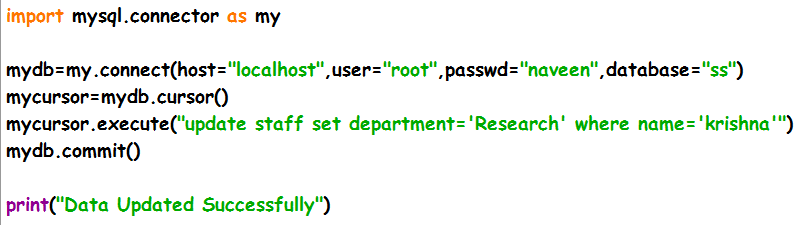 import mysql.connector as my
mydb=my.connect(host="localhost",user="root",passwd="naveen",database="ss")
mycursor=mydb.cursor()
mycursor.execute("update staff set department='Research' where name='krishna'")
mydb.commit()
print("Data Updated Successfully")